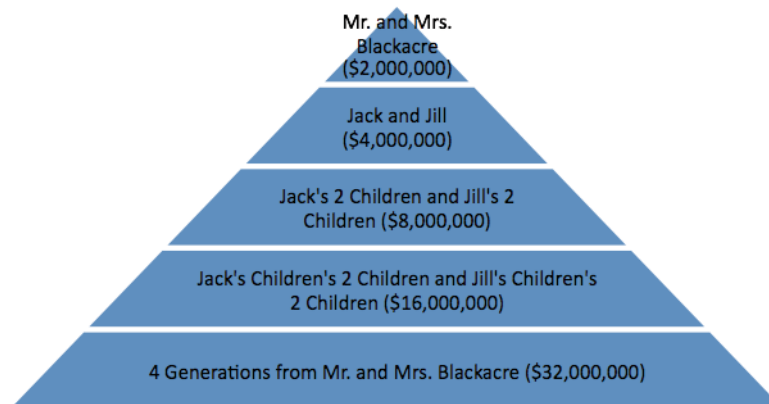 Mr. and Mrs.
Blackacre
($2,000,000)
Jack and Jill
($4,000,000)
Jack's 2 Children and Jill's 2
Children ($8,000,000)
Jack's Children's 2 Children and Jill's Children's
2 Children ($16,000,000)
4 Generations from Mr. and Mrs. Blackacre ($32,000,000)